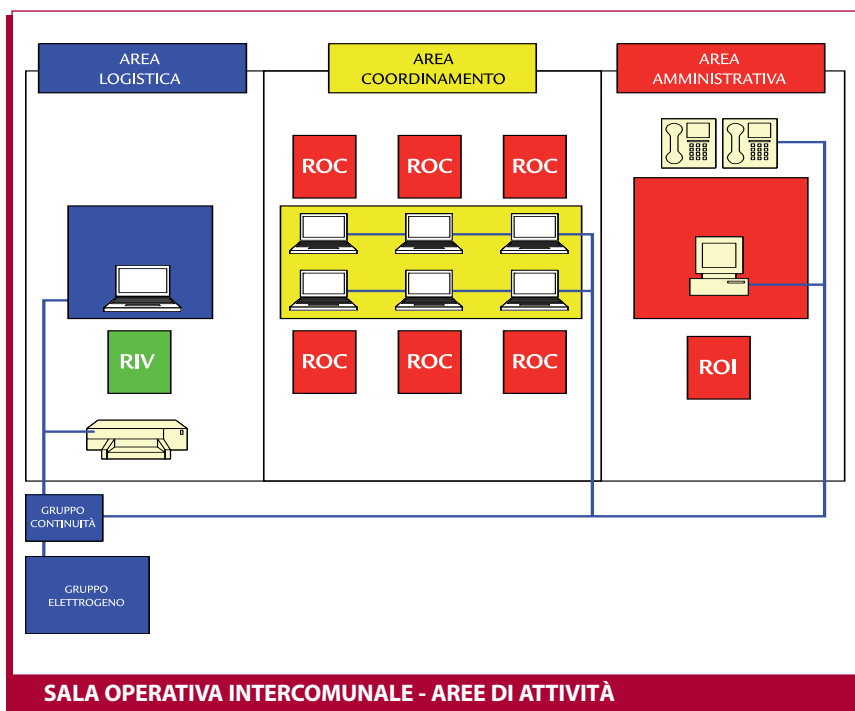 AREA
LOGISTICA
AREA
COORDINAMENTO
AREA
AMMINISTRATIVA
ROC
ROC
ROC
RIV
ROC
ROC
ROC
ROI
GRUPPO
CONTINUITÀ
GRUPPO
ELETTROGENO
SALA OPERATIVA INTERCOMUNALE - AREE DI ATTIVITÀ